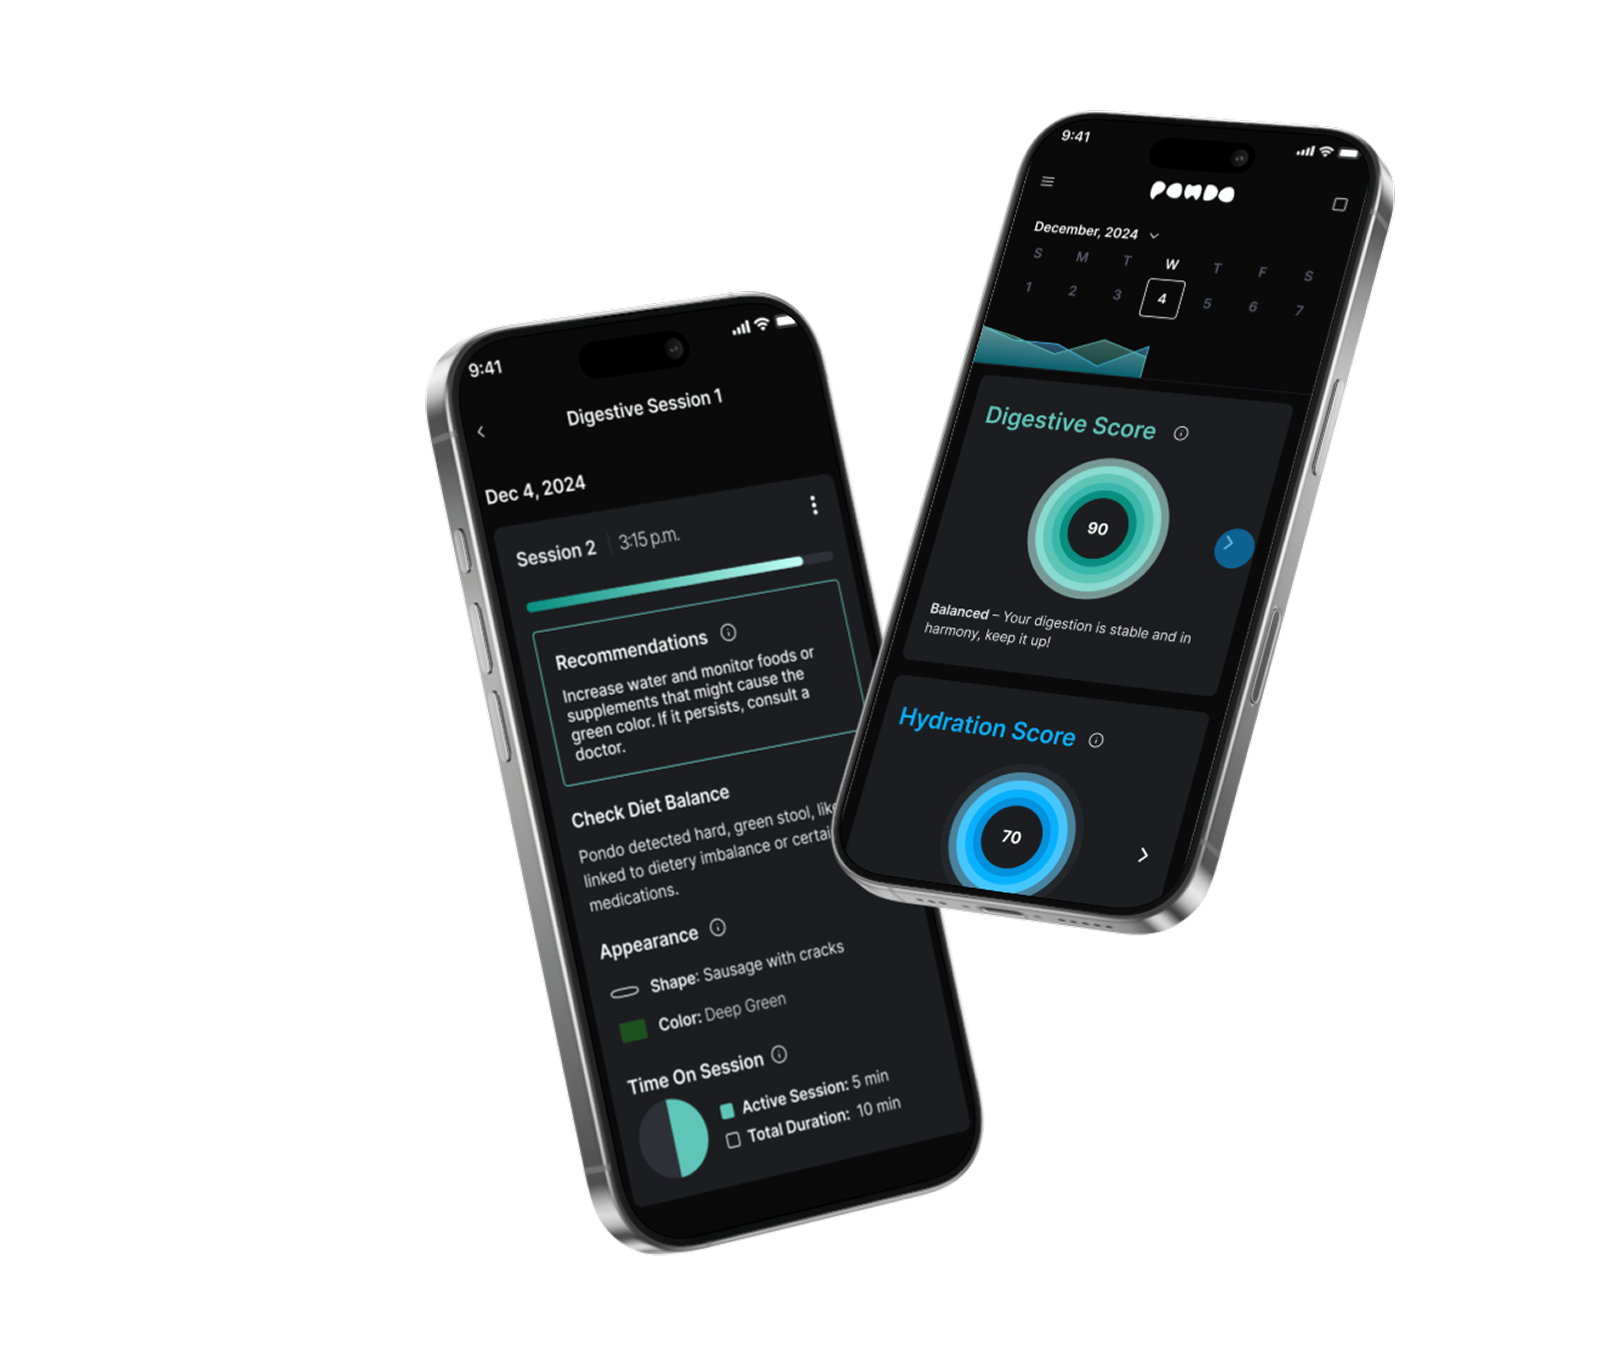 9:41
Digestive Session 1
Dec 4, 2024
Session 2 3:15 p.m.
Recommendations
Increase water and monitor foods or
supplements that might cause the
green color. If it persists, consult a
doctor.
Check Diet Balance
Pondo detected hard, green stool,
linked to dietery imbalance or
medications.
Appearance
Shape: Sausage with cracks
Color: Deep Green
Time On Session
Active Session: 5 min
Total Duration: 10 min
9:41
PONDO
December, 2024
S M T W T F S
1 2 3 4 5 6 7
Digestive Score
90
Balanced – Your digestion is stable and in
harmony, keep it up!
Hydration Score
70